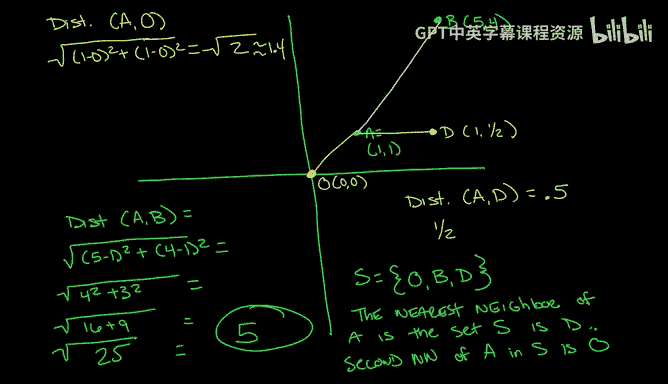 Dist. (A,O)
√(1-0)²+(1-0)² = √2 ≈ 1.4
B (5,4)
GPT中英字幕课程资源 bilibili
A=
(1,1)
D (1, 1/2)
O(0,0)
Dist. (A,D) = .5
1/2
Dist (A,B) =
√(5-1)² + (4-1)² =
√4² + 3² =
√16 + 9 =
√25 =
5
S = {O, B, D}
THE NEAREST NEIGHBOR OF
A IS THE SET S IS D..
SECOND NN OF A IN S IS O